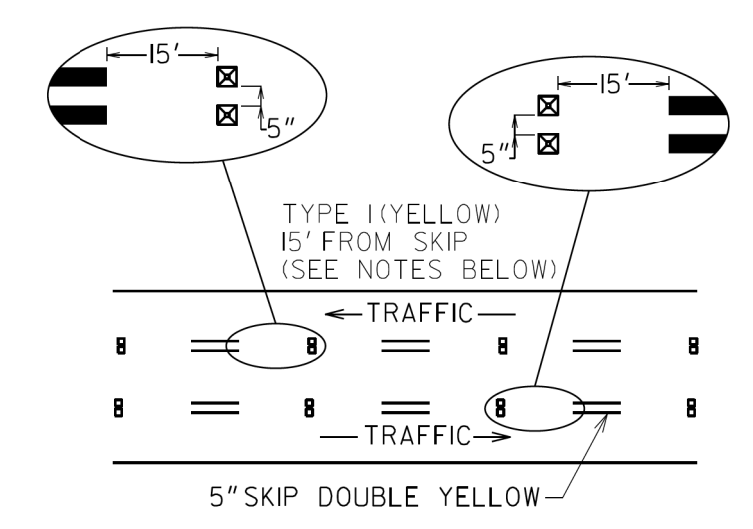 15'
5"
15'
5"
TYPE I (YELLOW)
15' FROM SKIP
(SEE NOTES BELOW)
TRAFFIC
TRAFFIC
5" SKIP DOUBLE YELLOW